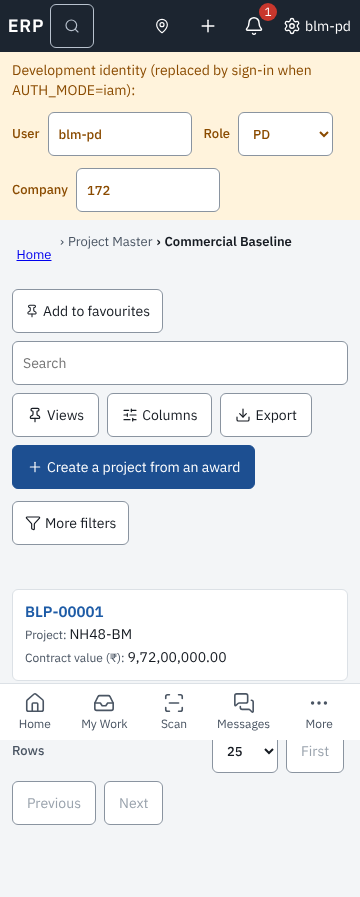 ERP
1
blm-pd
Development identity (replaced by sign-in when
AUTH_MODE=iam):
User blm-pd Role PD
Company 172
› Project Master › Commercial Baseline
Home
Add to favourites
Search
Views Columns Export
Create a project from an award
More filters
BLP-00001
Project: NH48-BM
Contract value (₹): 9,72,00,000.00
Home My Work Scan Messages More
Rows 25 First
Previous Next